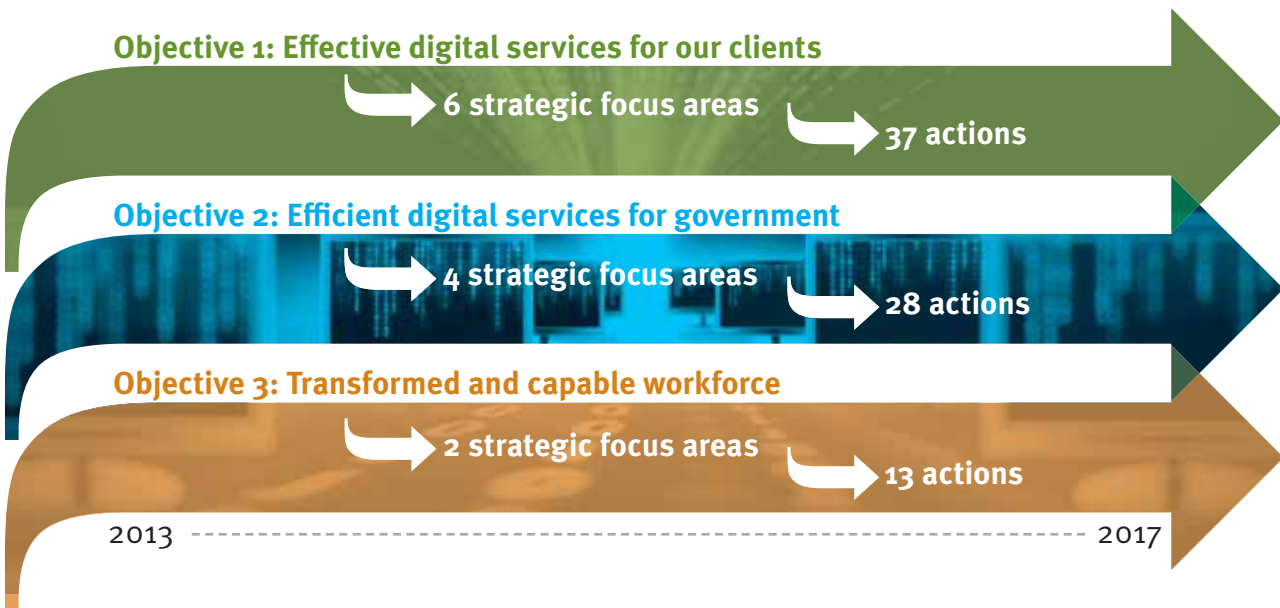 Objective 1: Effective digital services for our clients
6 strategic focus areas
37 actions
Objective 2: Efficient digital services for government
4 strategic focus areas
28 actions
Objective 3: Transformed and capable workforce
2 strategic focus areas
13 actions
2013 2017